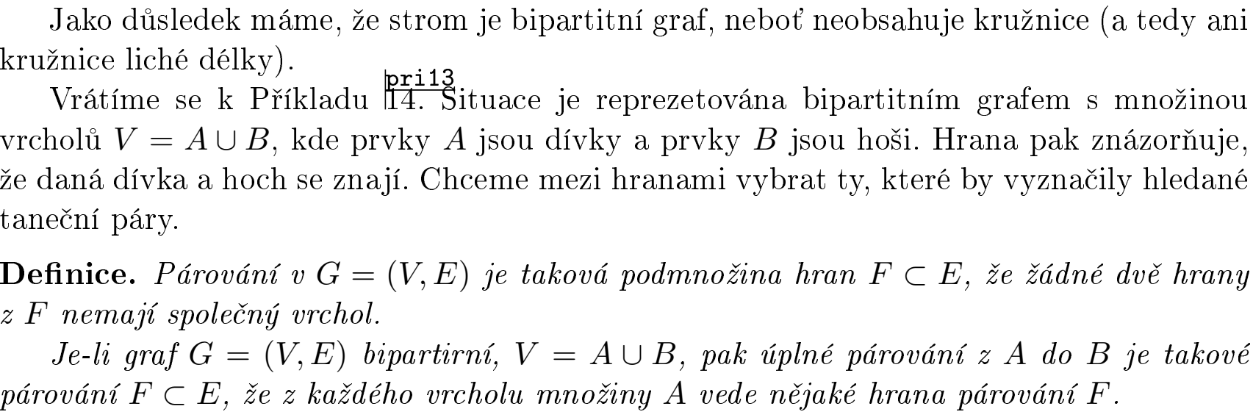 Jako důsledek máme, že strom je bipartitní graf, neboť neobsahuje kružnice (a tedy ani
kružnice liché délky).
pri13
Vrátíme se k Příkladu 14. Situace je reprezetována bipartitním grafem s množinou
vrcholů V = A ∪ B, kde prvky A jsou dívky a prvky B jsou hoši. Hrana pak znázorňuje,
že daná dívka a hoch se znají. Chceme mezi hranami vybrat ty, které by vyznačily hledané
taneční páry.
Definice. Párování v G = (V, E) je taková podmnožina hran F ⊂ E, že žádné dvě hrany
z F nemají společný vrchol.
Je-li graf G = (V, E) bipartirní, V = A ∪ B, pak úplné párování z A do B je takové
párování F ⊂ E, že z každého vrcholu množiny A vede nějaké hrana párování F.